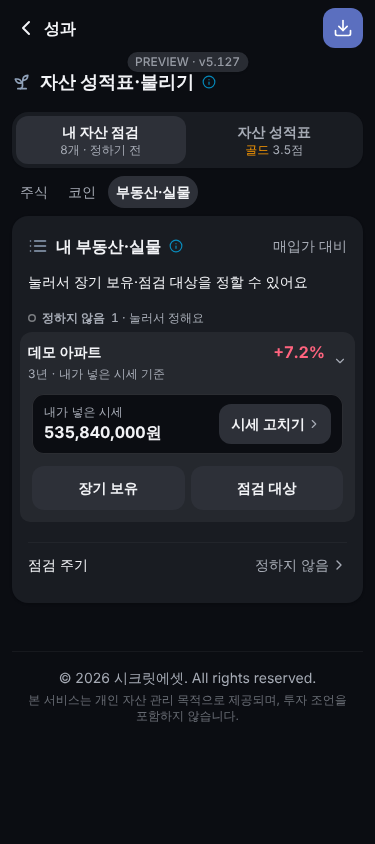 성과
PREVIEW · v5.127
자산 성적표·불리기
내 자산 점검
8개 · 정하기 전
자산 성적표
골드 3.5점
주식
코인
부동산·실물
내 부동산·실물
매입가 대비
눌러서 장기 보유·점검 대상을 정할 수 있어요
정하지 않음 1 · 눌러서 정해요
데모 아파트
+7.2%
3년 · 내가 넣은 시세 기준
내가 넣은 시세
535,840,000원
시세 고치기
장기 보유
점검 대상
점검 주기
정하지 않음
© 2026 시크릿에셋. All rights reserved.
본 서비스는 개인 자산 관리 목적으로 제공되며, 투자 조언을
포함하지 않습니다.